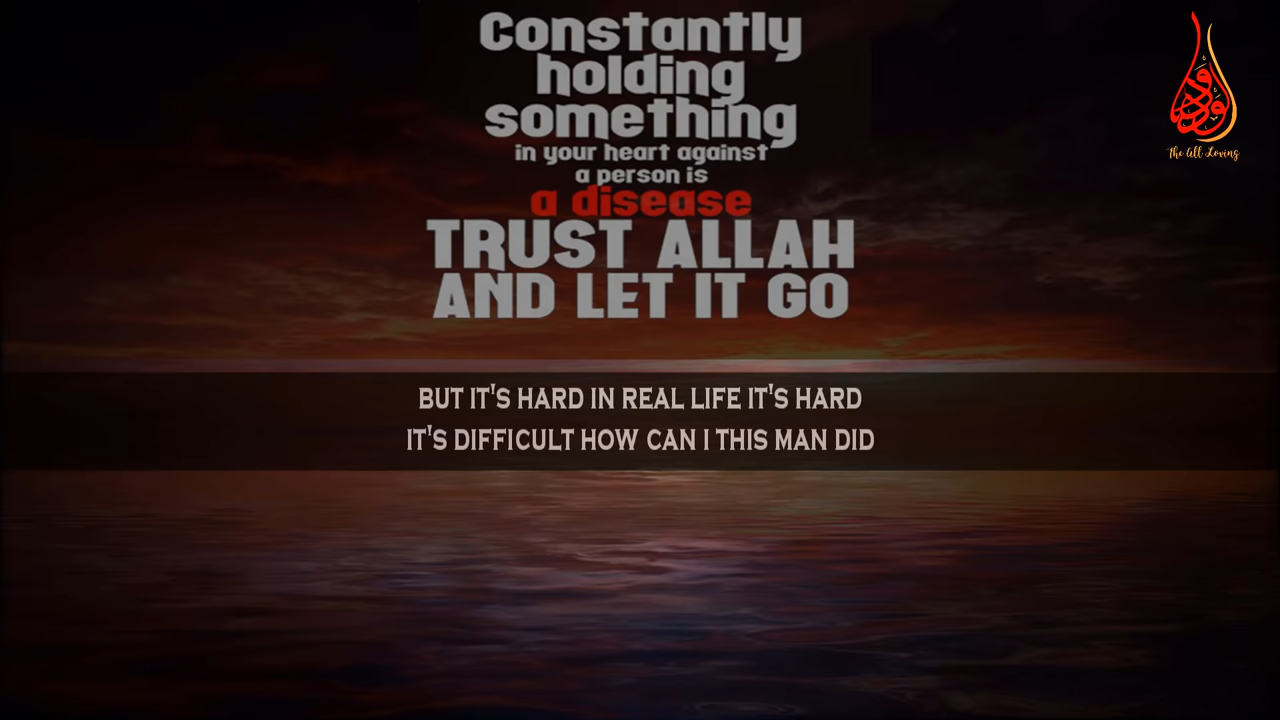 Constantly
holding
something
in your heart against
a person is
a disease
TRUST ALLAH
AND LET IT GO
The All Loving
BUT IT'S HARD IN REAL LIFE IT'S HARD
IT'S DIFFICULT HOW CAN I THIS MAN DID